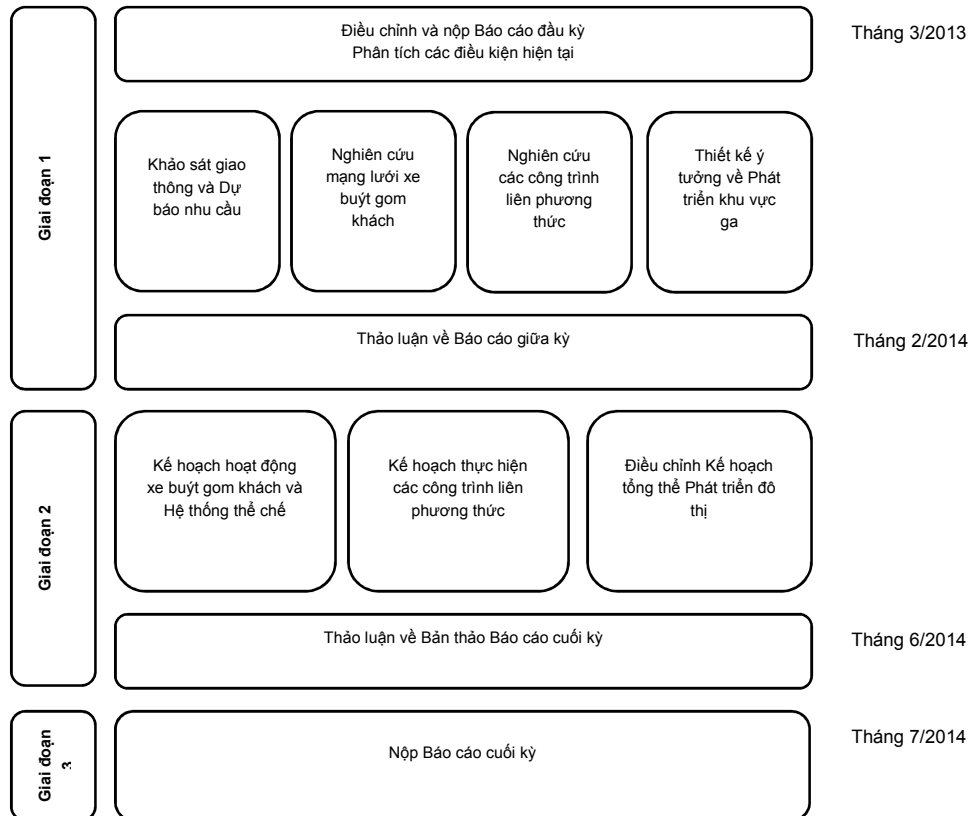 Điều chỉnh và nộp Báo cáo đầu kỳ
Phân tích các điều kiện hiện tại
Tháng 3/2013
Giai đoạn 1
Khảo sát giao
thông và Dự
báo nhu cầu
Nghiên cứu
mạng lưới xe
buýt gom
khách
Nghiên cứu
các công trình
liên phương
thức
Thiết kế ý
tưởng về Phát
triển khu vực
ga
Thảo luận về Báo cáo giữa kỳ
Tháng 2/2014
Giai đoạn 2
Kế hoạch hoạt động
xe buýt gom khách và
Hệ thống thể chế
Kế hoạch thực hiện
các công trình liên
phương thức
Điều chỉnh Kế hoạch
tổng thể Phát triển đô
thị
Thảo luận về Bản thảo Báo cáo cuối kỳ
Tháng 6/2014
Giai đoạn
3
Nộp Báo cáo cuối kỳ
Tháng 7/2014